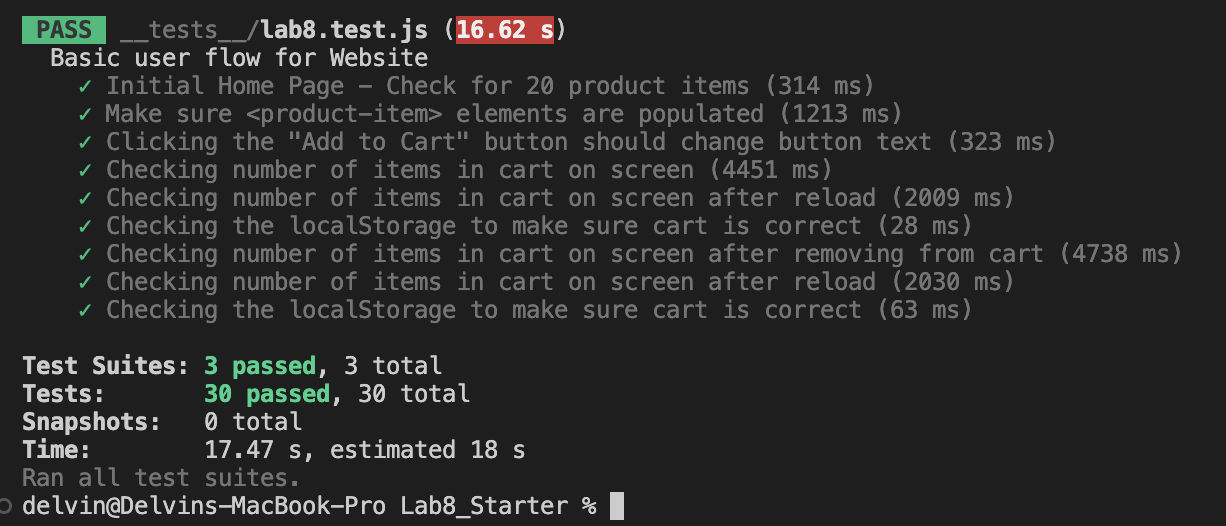 PASS __tests__/lab8.test.js (16.62 s)
Basic user flow for Website
✓ Initial Home Page - Check for 20 product items (314 ms)
✓ Make sure <product-item> elements are populated (1213 ms)
✓ Clicking the "Add to Cart" button should change button text (323 ms)
✓ Checking number of items in cart on screen (4451 ms)
✓ Checking number of items in cart on screen after reload (2009 ms)
✓ Checking the localStorage to make sure cart is correct (28 ms)
✓ Checking number of items in cart on screen after removing from cart (4738 ms)
✓ Checking number of items in cart on screen after reload (2030 ms)
✓ Checking the localStorage to make sure cart is correct (63 ms)
Test Suites: 3 passed, 3 total
Tests: 30 passed, 30 total
Snapshots: 0 total
Time: 17.47 s, estimated 18 s
Ran all test suites.
delvin@Delvins-MacBook-Pro Lab8_Starter %